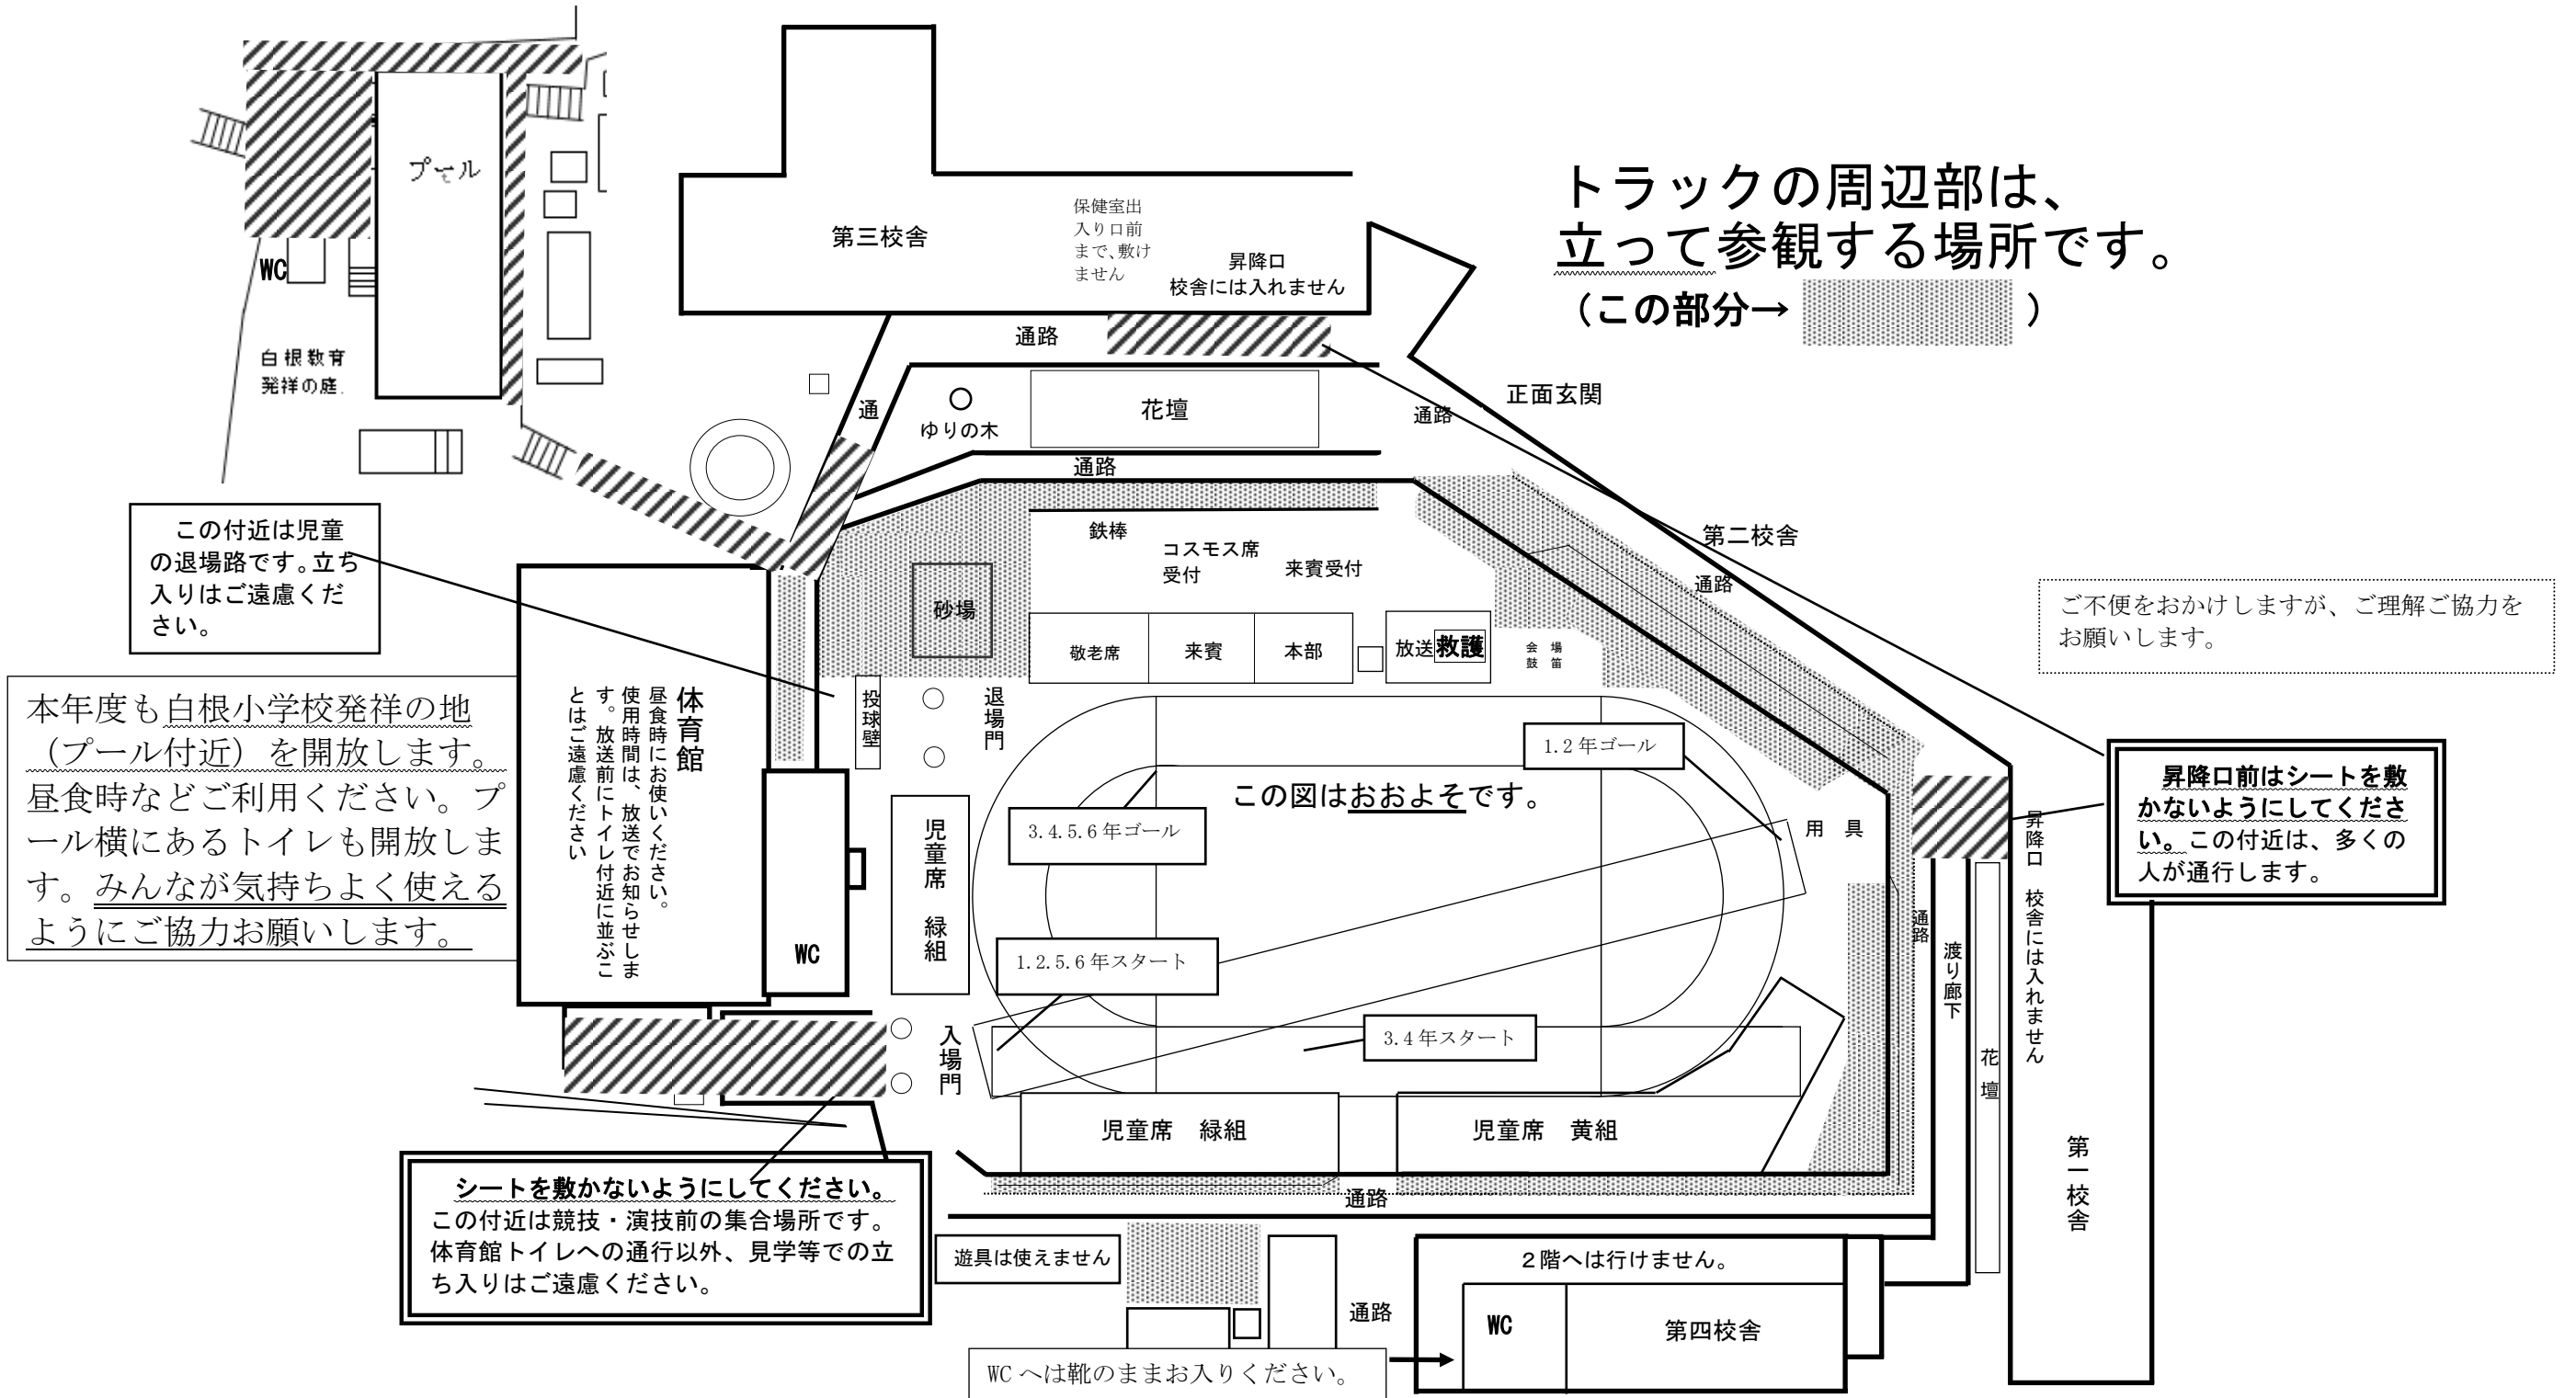 トラックの周辺部は、
立って参観する場所です。
（この部分→　　　　　）
プール
WC
白根教育
発祥の庭
第三校舎
保健室出
入り口前
まで、敷け
ません
昇降口
校舎には入れません
通路
通
ゆりの木
花壇
通路
正面玄関
通路
第二校舎
通路
この付近は児童
の退場路です。立ち
入りはご遠慮くだ
さい。
鉄棒
コスモス席
受付
来賓受付
砂場
敬老席
来賓
本部
放送
救護
会場
鼓笛
ご不便をおかけしますが、ご理解ご協力を
お願いします。
本年度も白根小学校発祥の地
（プール付近）を開放します。
昼食時などご利用ください。プ
ール横にあるトイレも開放しま
す。みんなが気持ちよく使える
ようにご協力お願いします。
体育館
昼食時にお使いください。
使用時間は、放送でお知らせしま
す。放送前にトイレ付近に並ぶこ
とはご遠慮ください
WC
投球壁
退場門
児童席　緑組
入場門
1.2年ゴール
この図はおおよそです。
3.4.5.6年ゴール
用　具
1.2.5.6年スタート
3.4年スタート
児童席　緑組
児童席　黄組
昇降口前はシートを敷
かないようにしてくださ
い。この付近は、多くの
人が通行します。
昇降口　校舎には入れません
通路
渡り廊下
花壇
第一校舎
シートを敷かないようにしてください。
この付近は競技・演技前の集合場所です。
体育館トイレへの通行以外、見学等での立
ち入りはご遠慮ください。
通路
遊具は使えません
２階へは行けません。
通路
WC
第四校舎
WCへは靴のままお入りください。